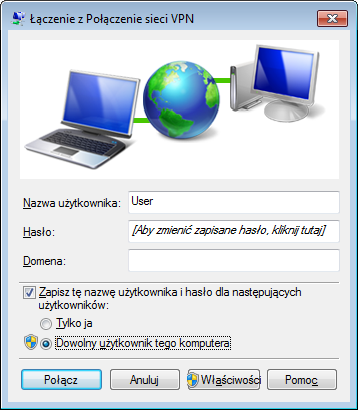 Łączenie z Połączenie sieci VPN
Nazwa użytkownika: User
Hasło: [Aby zmienić zapisane hasło, kliknij tutaj]
Domena:
Zapisz tę nazwę użytkownika i hasło dla następujących
użytkowników:
Tylko ja
Dowolny użytkownik tego komputera
Połącz Anuluj Właściwości Pomoc